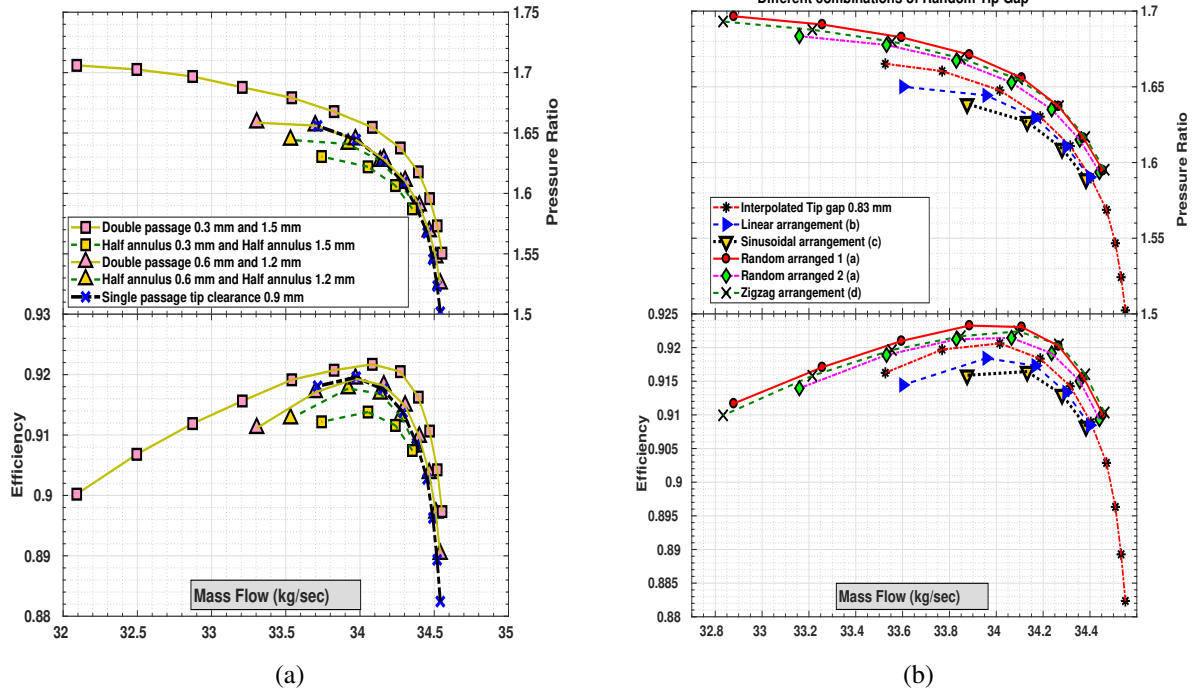 1.75
1.7
1.65
1.6
1.55
1.5
Pressure Ratio
Double passage 0.3 mm and 1.5 mm
Half annulus 0.3 mm and Half annulus 1.5 mm
Double passage 0.6 mm and 1.2 mm
Half annulus 0.6 mm and Half annulus 1.2 mm
Single passage tip clearance 0.9 mm
0.93
0.92
0.91
0.9
0.89
0.88
Efficiency
Mass Flow (kg/sec)
32 32.5 33 33.5 34 34.5 35
(a)
Different combinations of Random Tip Gap
1.7
1.65
1.6
1.55
1.5
Pressure Ratio
Interpolated Tip gap 0.83 mm
Linear arrangement (b)
Sinusoidal arrangement (c)
Random arranged 1 (a)
Random arranged 2 (a)
Zigzag arrangement (d)
0.925
0.92
0.915
0.91
0.905
0.9
0.895
0.89
0.885
0.88
Efficiency
Mass Flow (kg/sec)
32.8 33 33.2 33.4 33.6 33.8 34 34.2 34.4
(b)